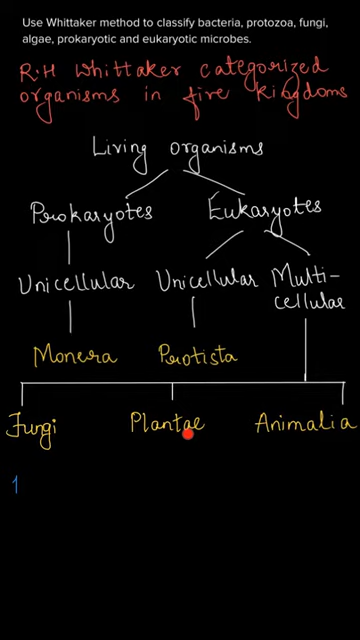 Use Whittaker method to classify bacteria, protozoa, fungi,
algae, prokaryotic and eukaryotic microbes.
R.H Whittaker categorized
organisms in five kingdoms
Living organisms
Prokaryotes Eukaryotes
Unicellular Unicellular Multi-
cellular
Monera Protista
Fungi Plantae Animalia
1